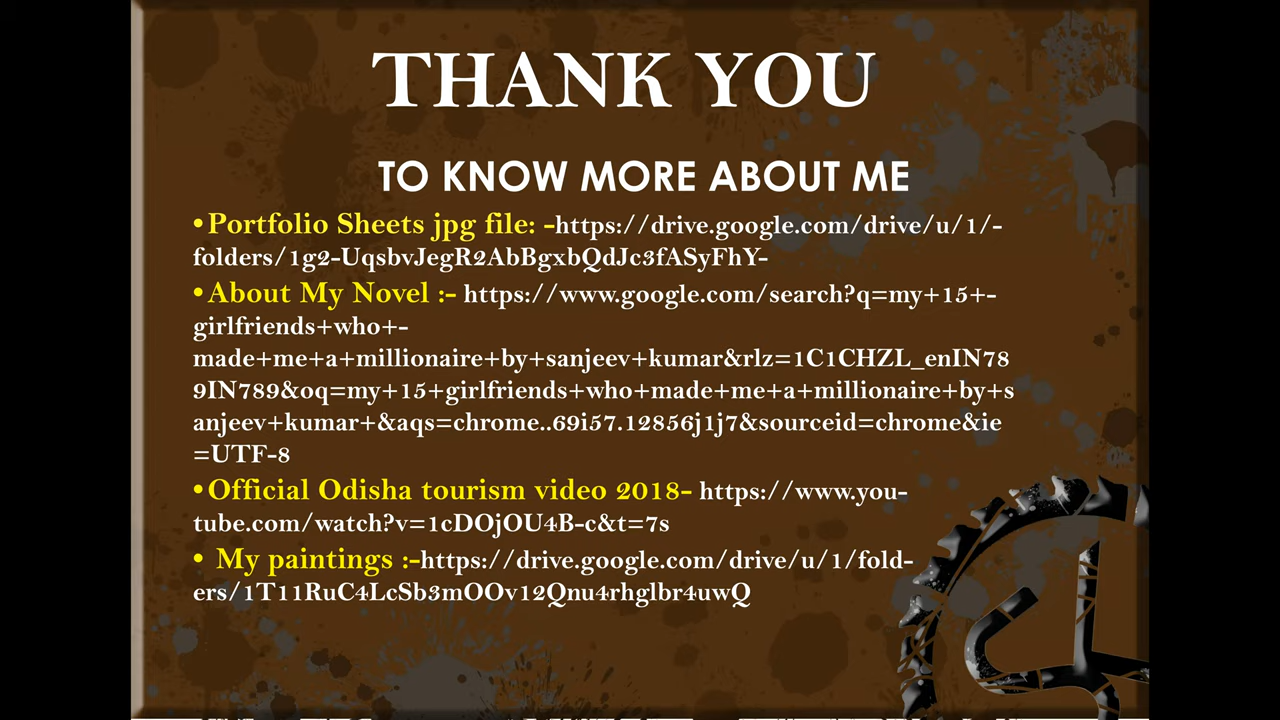 THANK YOU
TO KNOW MORE ABOUT ME
•Portfolio Sheets jpg file: -https://drive.google.com/drive/u/1/-
folders/1g2-UqsbvJegR2AbBgxbQdJc3fASyFhY-
•About My Novel :- https://www.google.com/search?q=my+15+-
girlfriends+who+-
made+me+a+millionaire+by+sanjeev+kumar&rlz=1C1CHZL_enIN78
9IN789&oq=my+15+girlfriends+who+made+me+a+millionaire+by+s
anjeev+kumar+&aqs=chrome..69i57.12856j1j7&sourceid=chrome&ie
=UTF-8
•Official Odisha tourism video 2018- https://www.you-
tube.com/watch?v=1cDOjOU4B-c&t=7s
• My paintings :-https://drive.google.com/drive/u/1/fold-
ers/1T11RuC4LcSb3mOOv12Qnu4rhglbr4uwQ